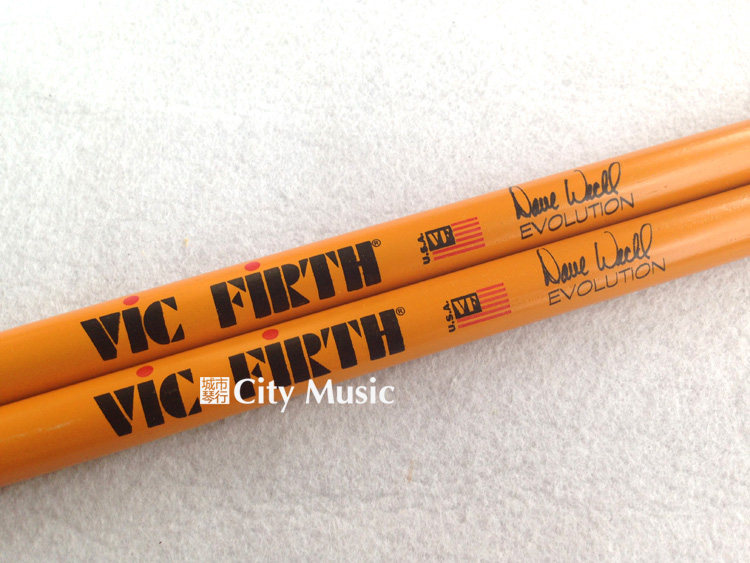 VIC FIRTH®
U.S.A.
VF
Dave Weckl
EVOLUTION
VIC FIRTH®
U.S.A.
VF
Dave Weckl
EVOLUTION
城市
琴行
City Music